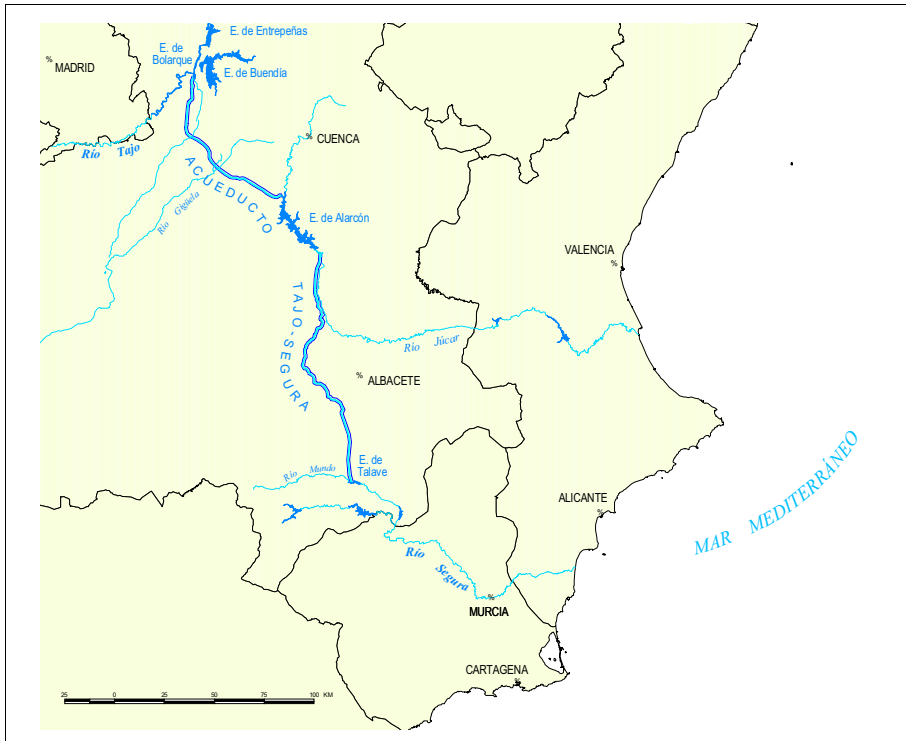 E. de Entrepeñas
E. de
Bolarque
% MADRID
E. de Buendía
% CUENCA
Río Tajo
ACUEDUCTO
Río Gigüela
E. de Alarcón
VALENCIA %
TAJO-SEGURA
Río Júcar
% ALBACETE
E. de
Talave
Río Mundo
ALICANTE %
MAR MEDITERRÁNEO
Río Segura
%
MURCIA
CARTAGENA %
25 0 25 50 75 100 KM